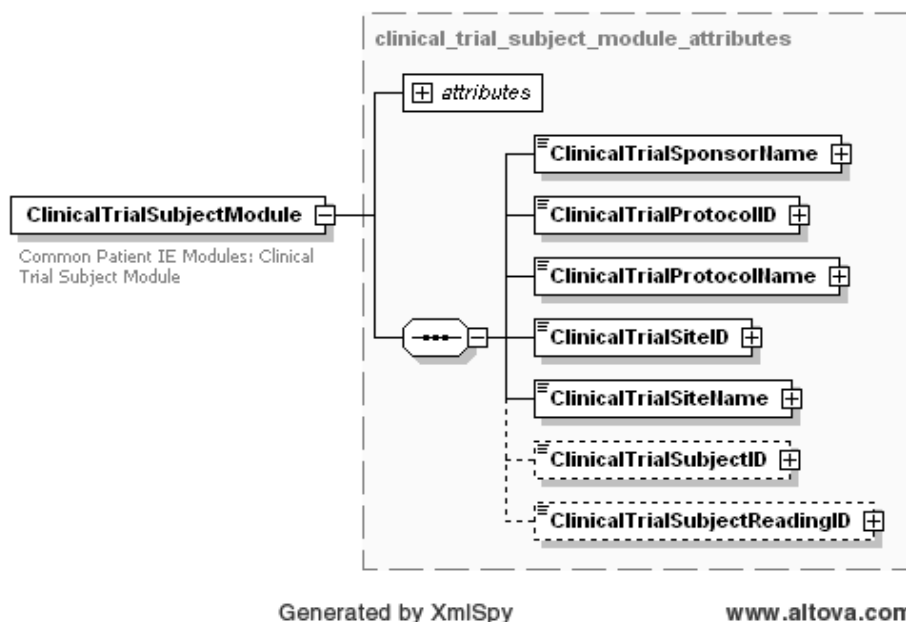 clinical_trial_subject_module_attributes
attributes
ClinicalTrialSponsorName
ClinicalTrialSubjectModule
ClinicalTrialProtocolID
Common Patient IE Modules: Clinical
Trial Subject Module
ClinicalTrialProtocolName
ClinicalTrialSiteID
ClinicalTrialSiteName
ClinicalTrialSubjectID
ClinicalTrialSubjectReadingID
Generated by XmlSpy
www.altova.com